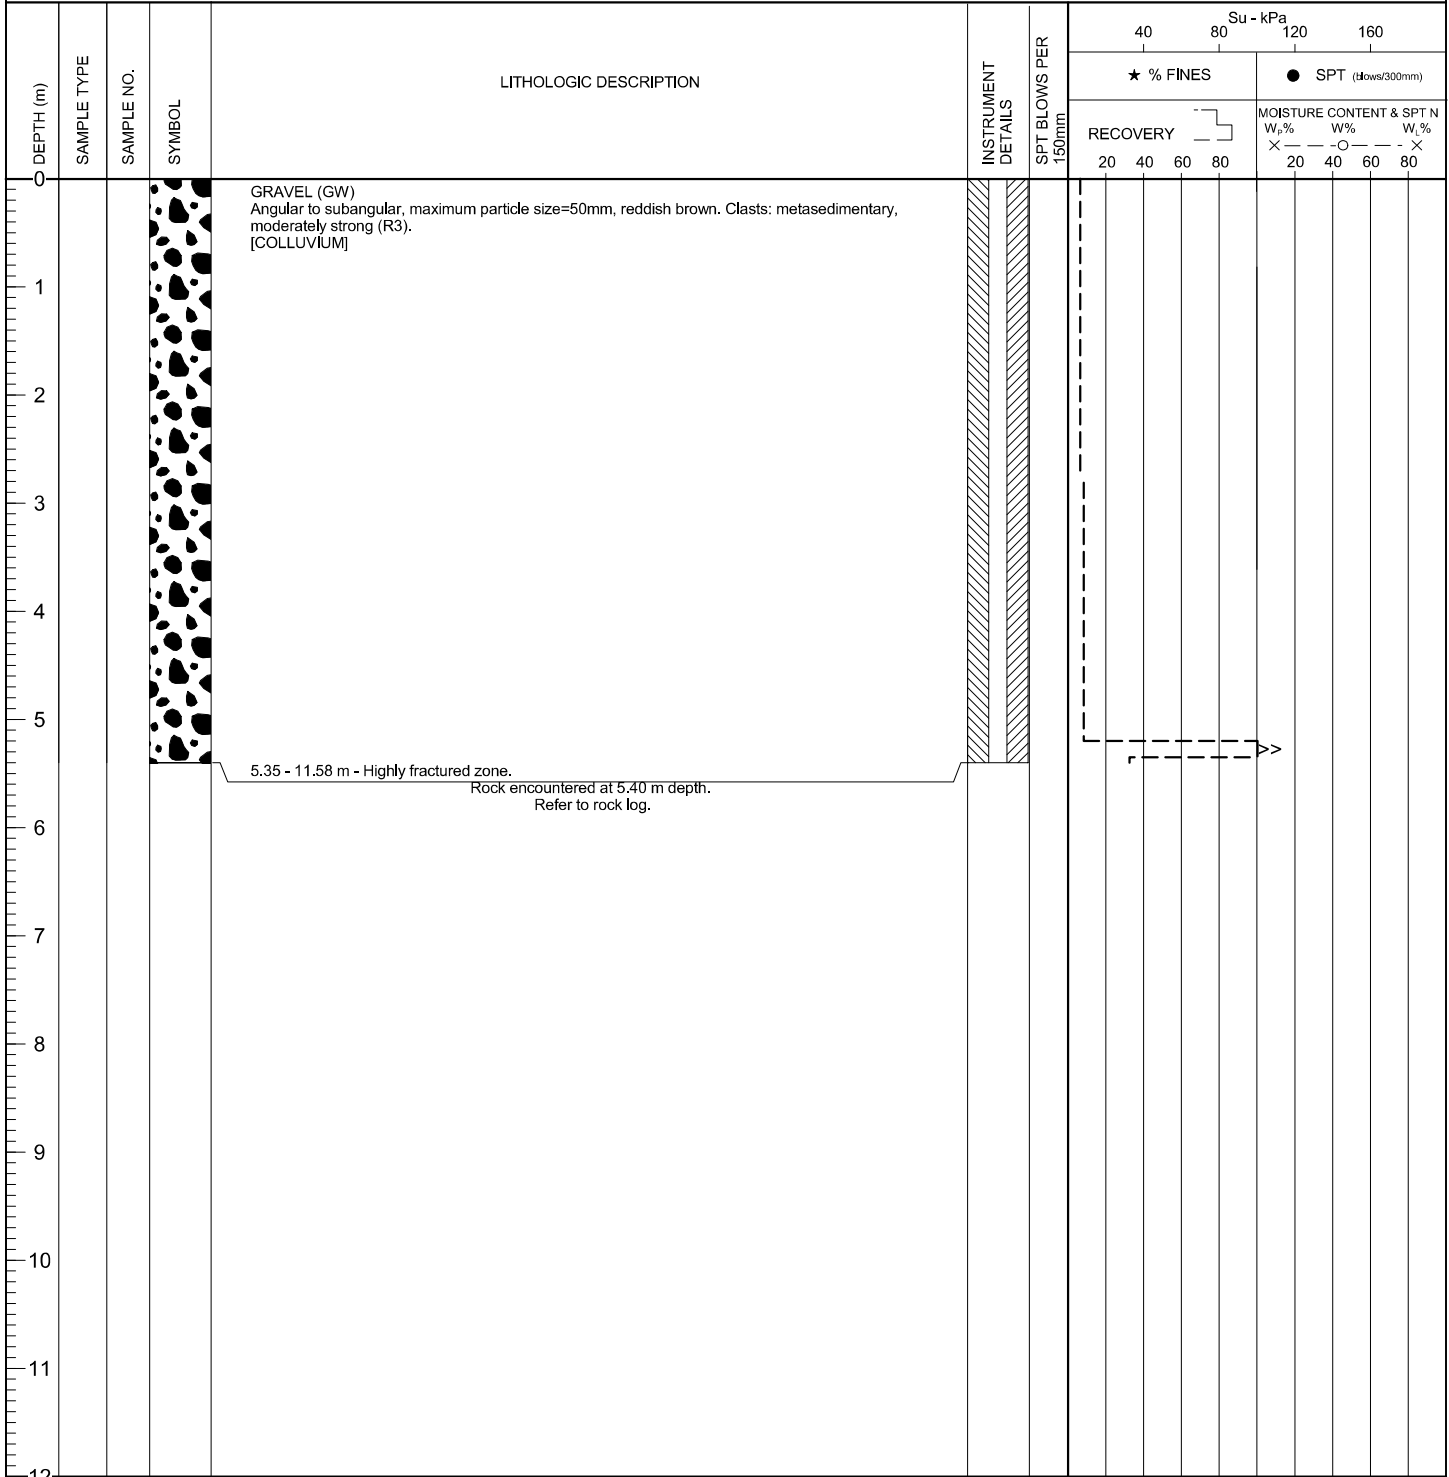 Su - kPa
40 80 120 160
DEPTH (m)
SAMPLE TYPE
SAMPLE NO.
SYMBOL
LITHOLOGIC DESCRIPTION
INSTRUMENT
DETAILS
SPT BLOWS PER
150mm
★ % FINES
● SPT (blows/300mm)
RECOVERY
MOISTURE CONTENT & SPT N
Wp% W% WL%
20 40 60 80 20 40 60 80
0
GRAVEL (GW)
Angular to subangular, maximum particle size=50mm, reddish brown. Clasts: metasedimentary,
moderately strong (R3).
[COLLUVIUM]
1
2
3
4
5
>>
5.35 - 11.58 m - Highly fractured zone.
Rock encountered at 5.40 m depth.
Refer to rock log.
6
7
8
9
10
11
12